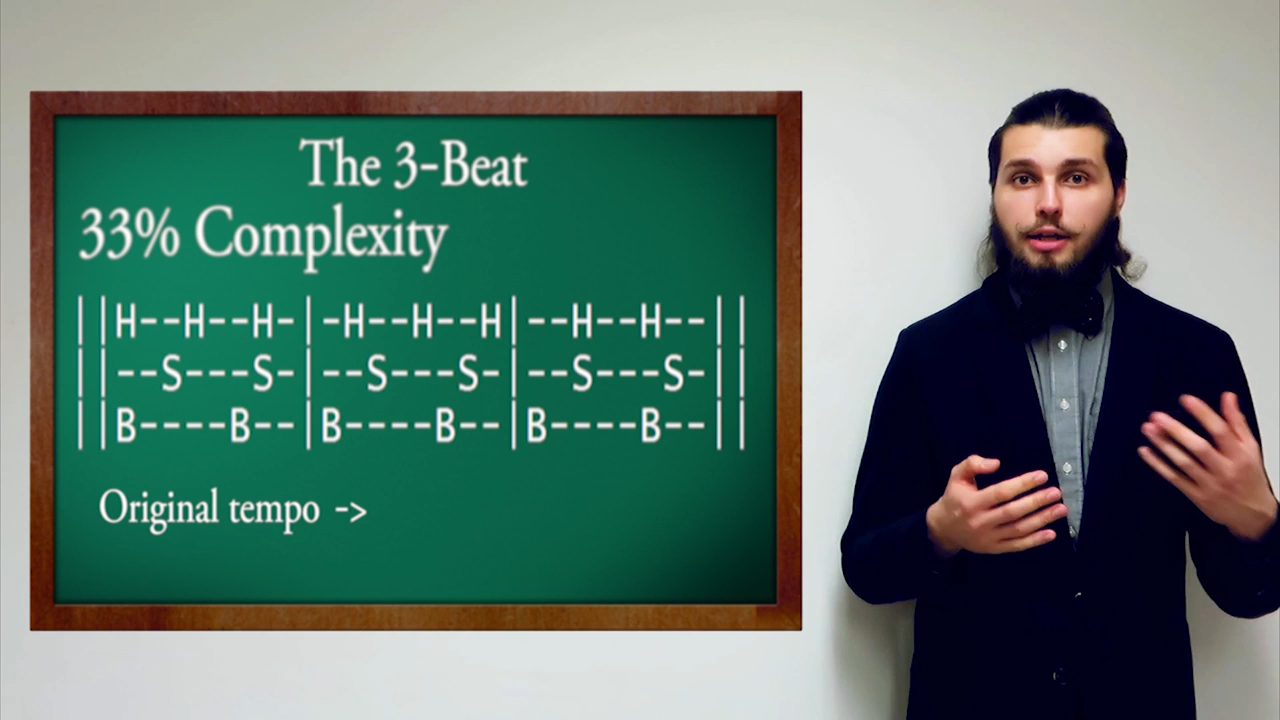 The 3-Beat
33% Complexity
||H--H--H-|-H--H--H|--H--H--||
||--S---S-|--S---S-|--S---S-||
||B----B--|B----B--|B----B--||
Original tempo ->